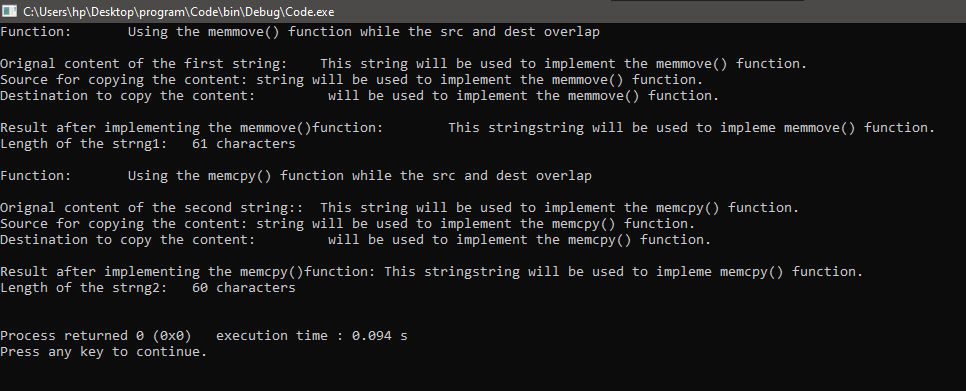 C:\Users\hp\Desktop\program\Code\bin\Debug\Code.exe
Function:       Using the memmove() function while the src and dest overlap
Orignal content of the first string:    This string will be used to implement the memmove() function.
Source for copying the content: string will be used to implement the memmove() function.
Destination to copy the content:         will be used to implement the memmove() function.
Result after implementing the memmove()function:        This stringstring will be used to impleme memmove() function.
Length of the strng1:   61 characters
Function:       Using the memcpy() function while the src and dest overlap
Orignal content of the second string::  This string will be used to implement the memcpy() function.
Source for copying the content: string will be used to implement the memcpy() function.
Destination to copy the content:         will be used to implement the memcpy() function.
Result after implementing the memcpy()function: This stringstring will be used to impleme memcpy() function.
Length of the strng2:   60 characters
Process returned 0 (0x0)   execution time : 0.094 s
Press any key to continue.